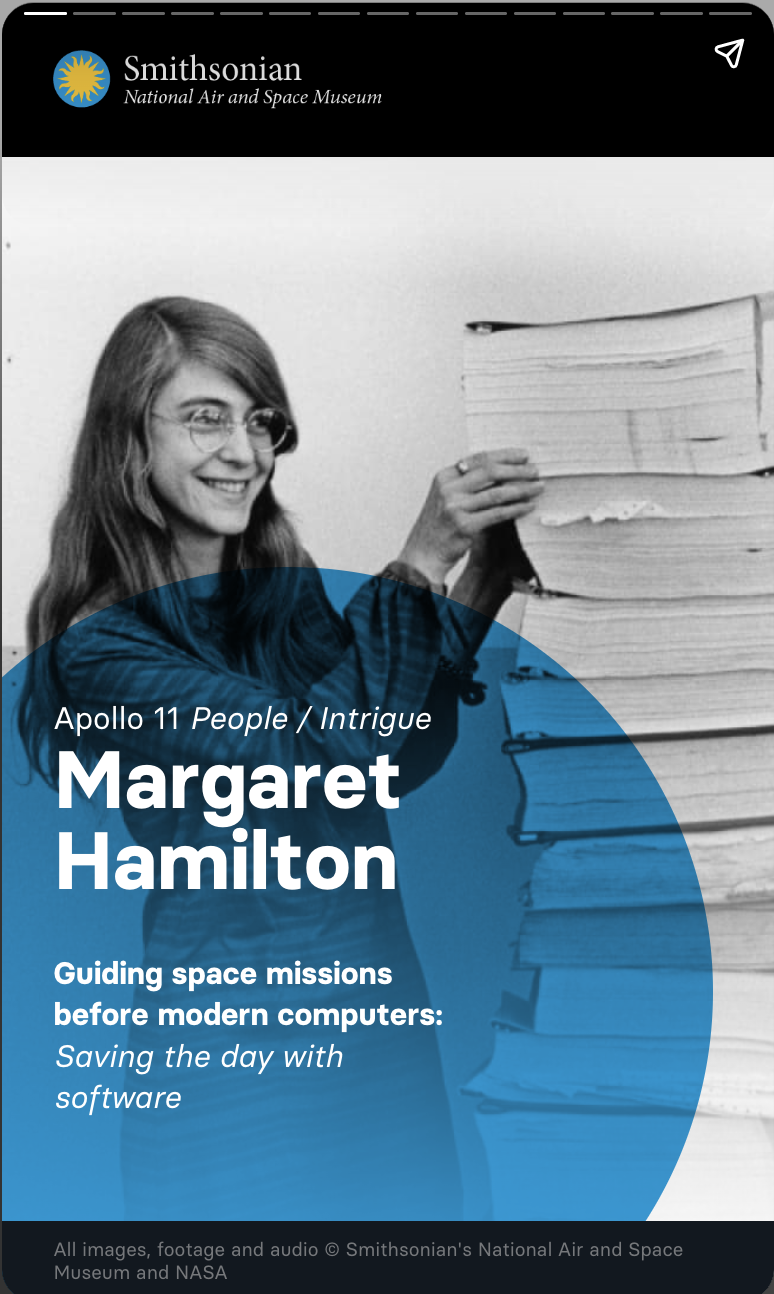 Smithsonian
National Air and Space Museum
Apollo 11 People / Intrigue
Margaret
Hamilton
Guiding space missions
before modern computers:
Saving the day with
software
All images, footage and audio © Smithsonian's National Air and Space
Museum and NASA